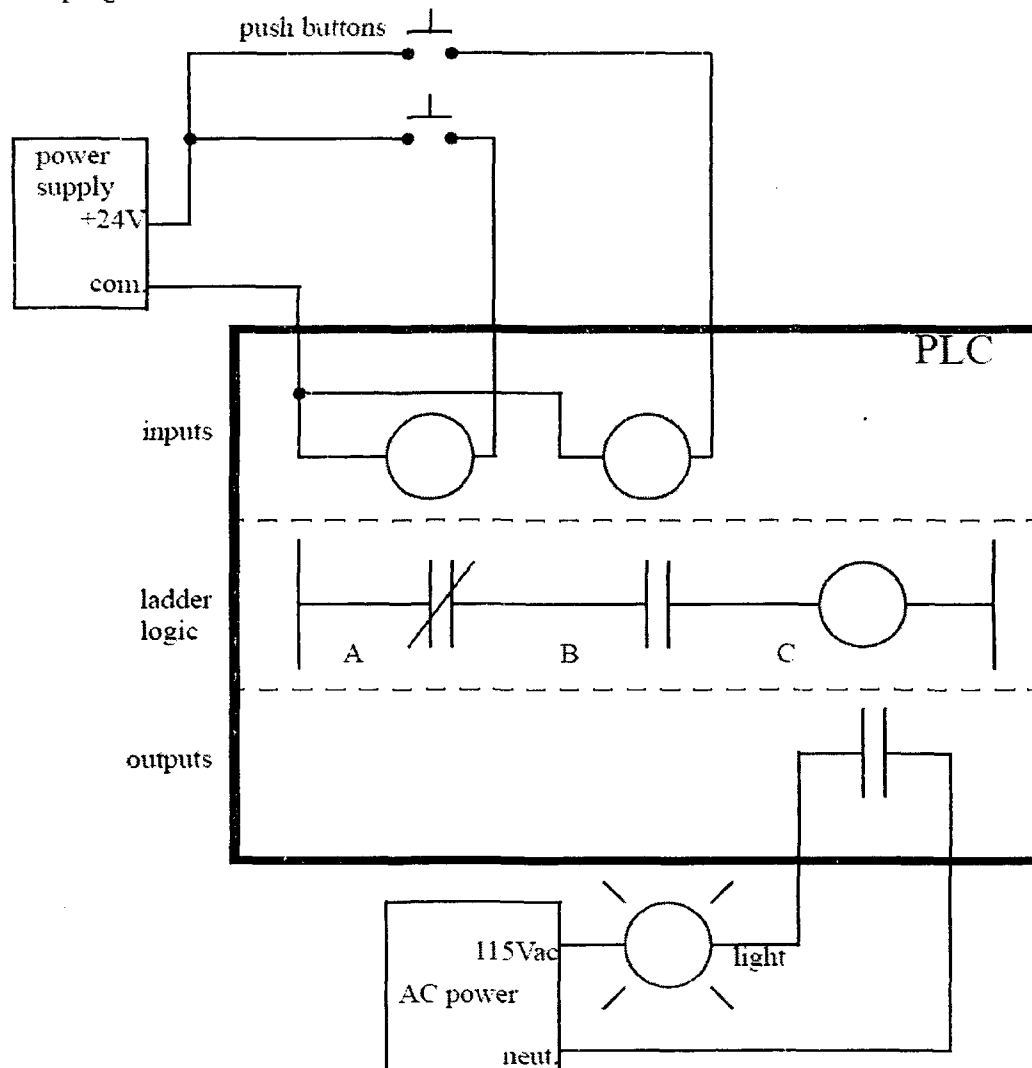 push buttons
power
supply
+24V
com.
PLC
inputs
ladder
logic
A
B
C
outputs
115Vac
light
AC power
neut.